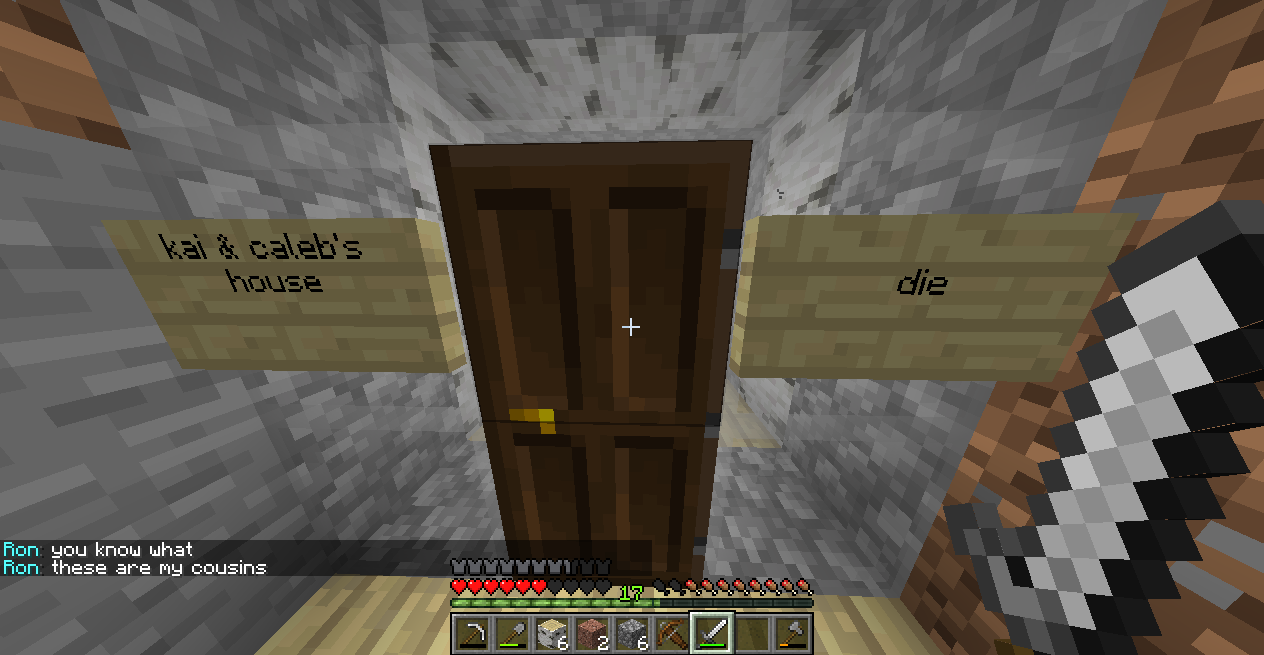 kai & caleb's
house
die
Ron: you know what
Ron: these are my cousins
17
6
2
6